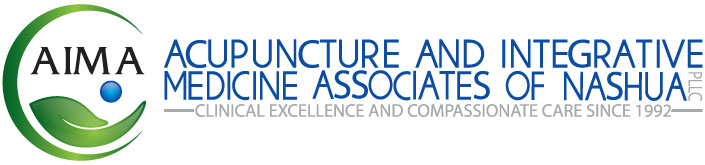 AIMA
ACUPUNCTURE AND INTEGRATIVE
MEDICINE ASSOCIATES OF NASHUA
PLLC
CLINICAL EXCELLENCE AND COMPASSIONATE CARE SINCE 1992